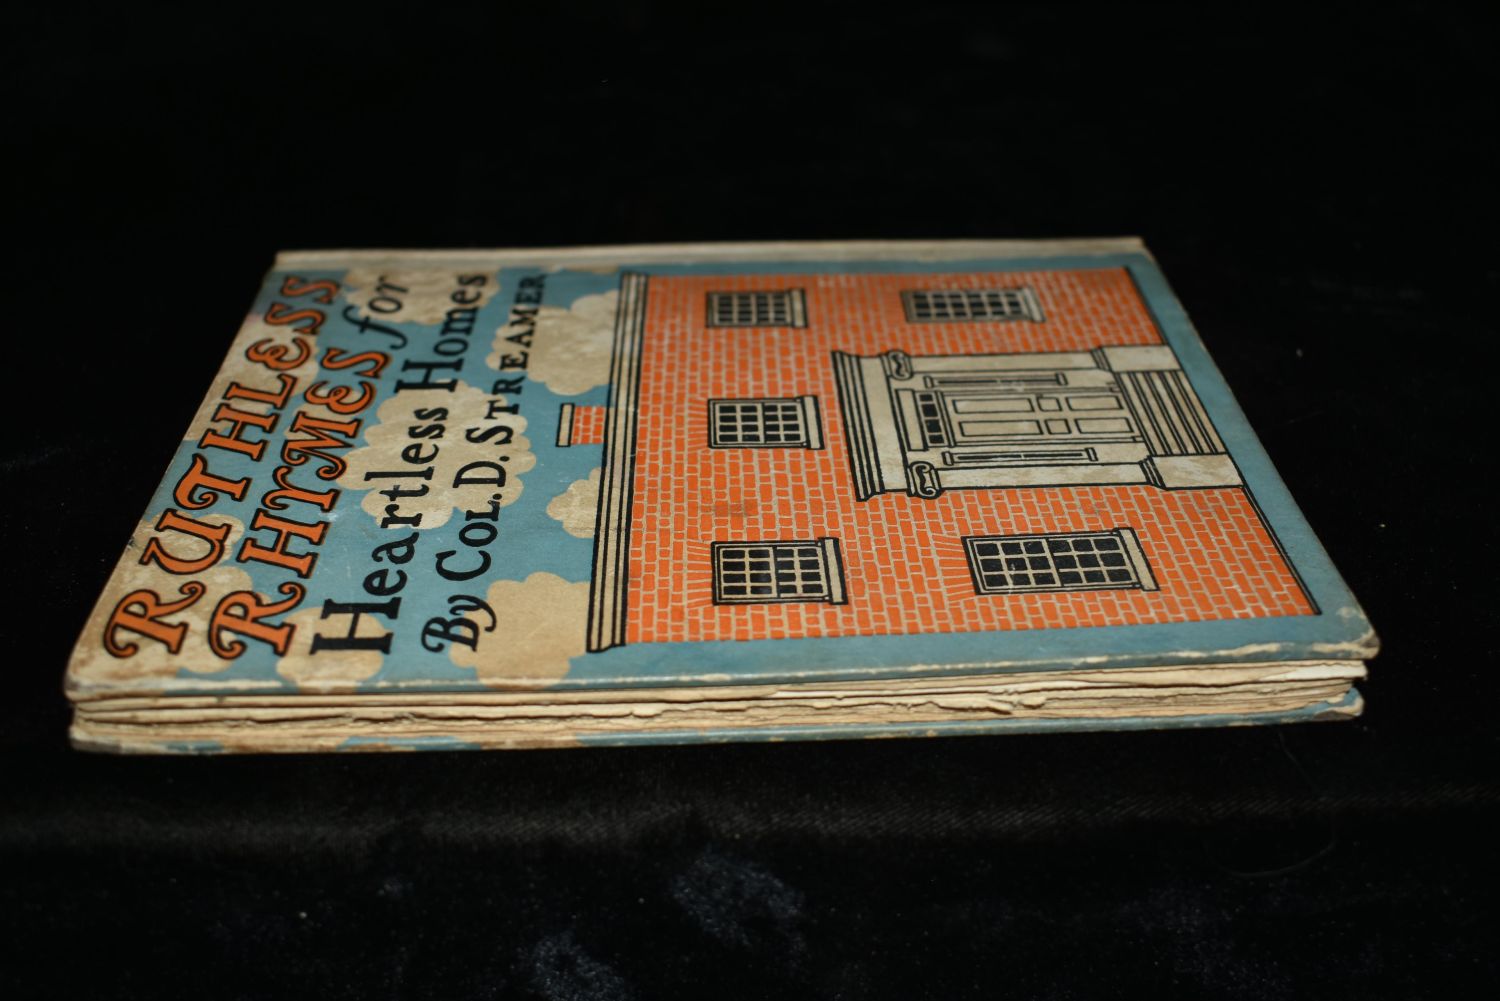 RUTHLESS
RHYMES for
Heartless Homes
By COL. D. STREAMER